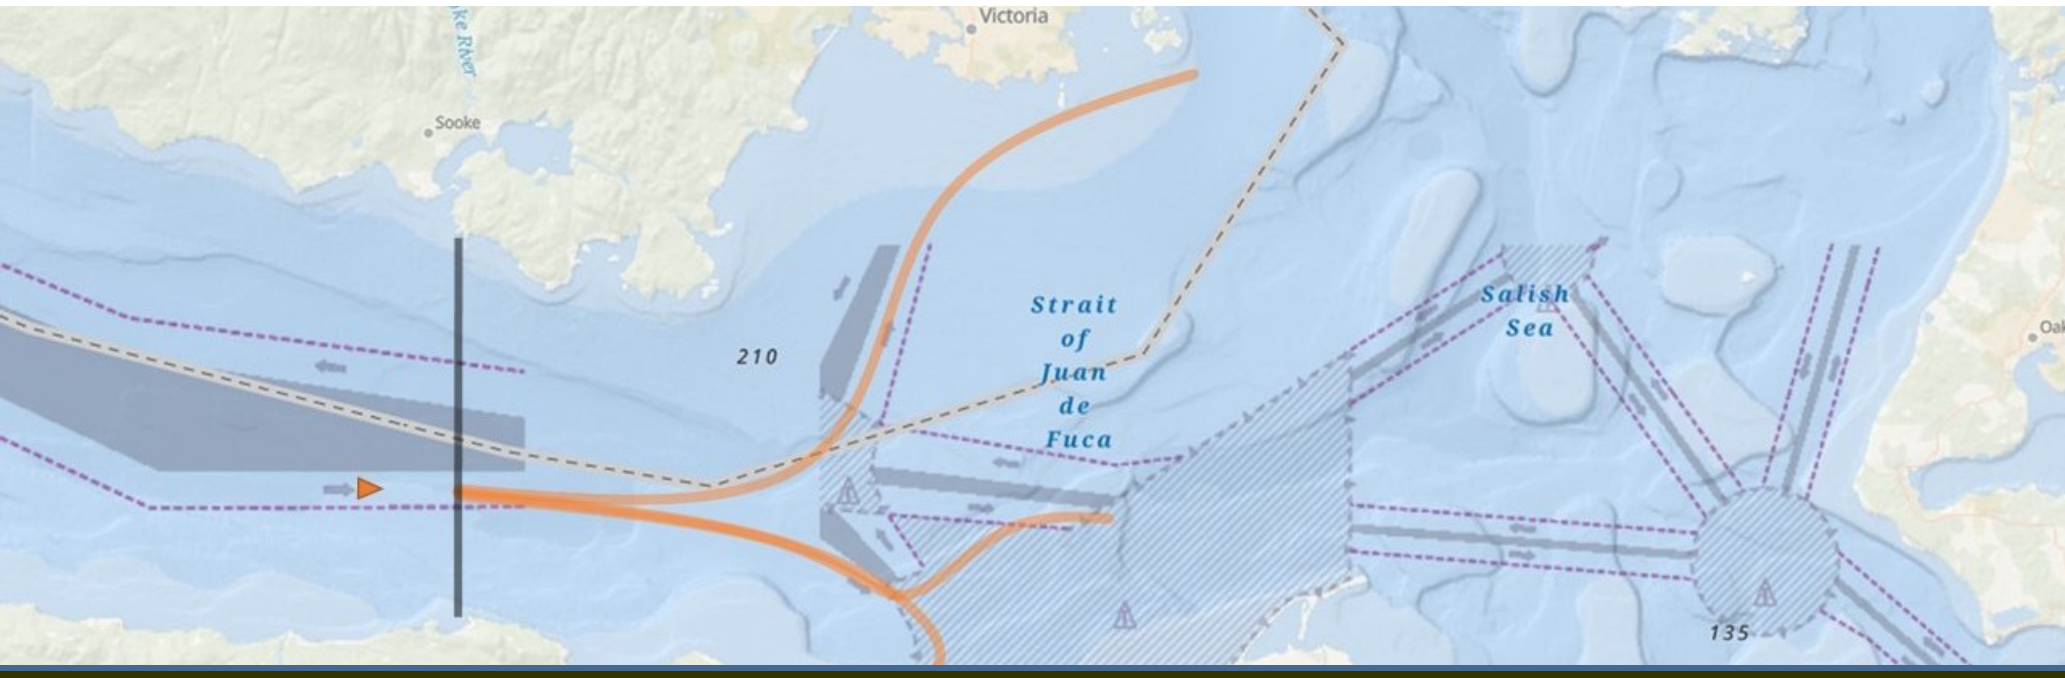 Victoria
ke River
Sooke
Salish
Sea
Strait
of
Juan
de
Fuca
210
Oak
135